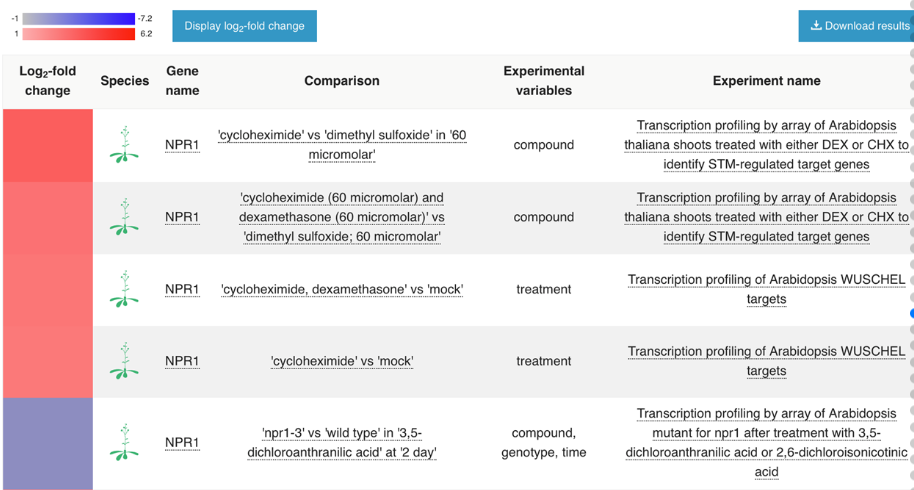 -1 -7.2
1 6.2
Display log2-fold change
Download results
Log2-fold change
Species
Gene name
Comparison
Experimental variables
Experiment name
NPR1
'cycloheximide' vs 'dimethyl sulfoxide' in '60
micromolar'
compound
Transcription profiling by array of Arabidopsis
thaliana shoots treated with either DEX or CHX to
identify STM-regulated target genes
NPR1
'cycloheximide (60 micromolar) and
dexamethasone (60 micromolar)' vs
'dimethyl sulfoxide; 60 micromolar'
compound
Transcription profiling by array of Arabidopsis
thaliana shoots treated with either DEX or CHX to
identify STM-regulated target genes
NPR1
'cycloheximide, dexamethasone' vs 'mock'
treatment
Transcription profiling of Arabidopsis WUSCHEL
targets
NPR1
'cycloheximide' vs 'mock'
treatment
Transcription profiling of Arabidopsis WUSCHEL
targets
NPR1
'npr1-3' vs 'wild type' in '3,5-
dichloroanthranilic acid' at '2 day'
compound,
genotype, time
Transcription profiling by array of Arabidopsis
mutant for npr1 after treatment with 3,5-
dichloroanthranilic acid or 2,6-dichloroisonicotinic
acid